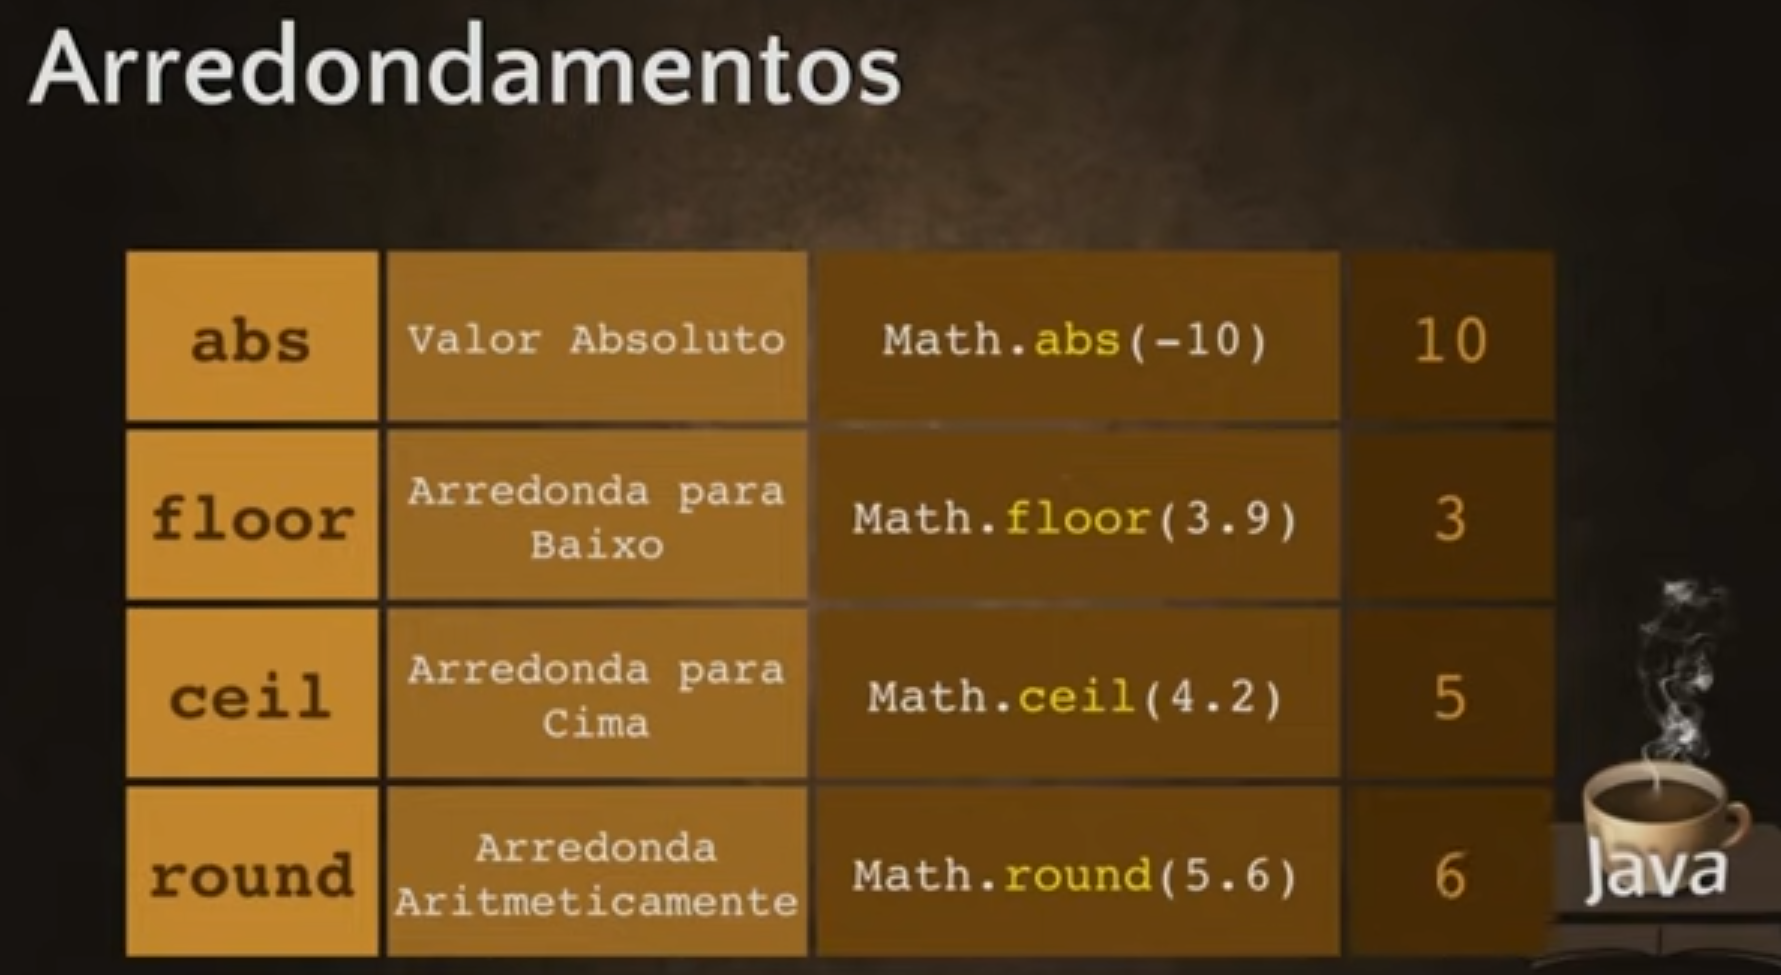 Arredondamentos
abs
Valor Absoluto
Math.abs(-10)
10
floor
Arredonda para
Baixo
Math.floor(3.9)
3
ceil
Arredonda para
Cima
Math.ceil(4.2)
5
round
Arredonda
Aritmeticamente
Math.round(5.6)
6
Java